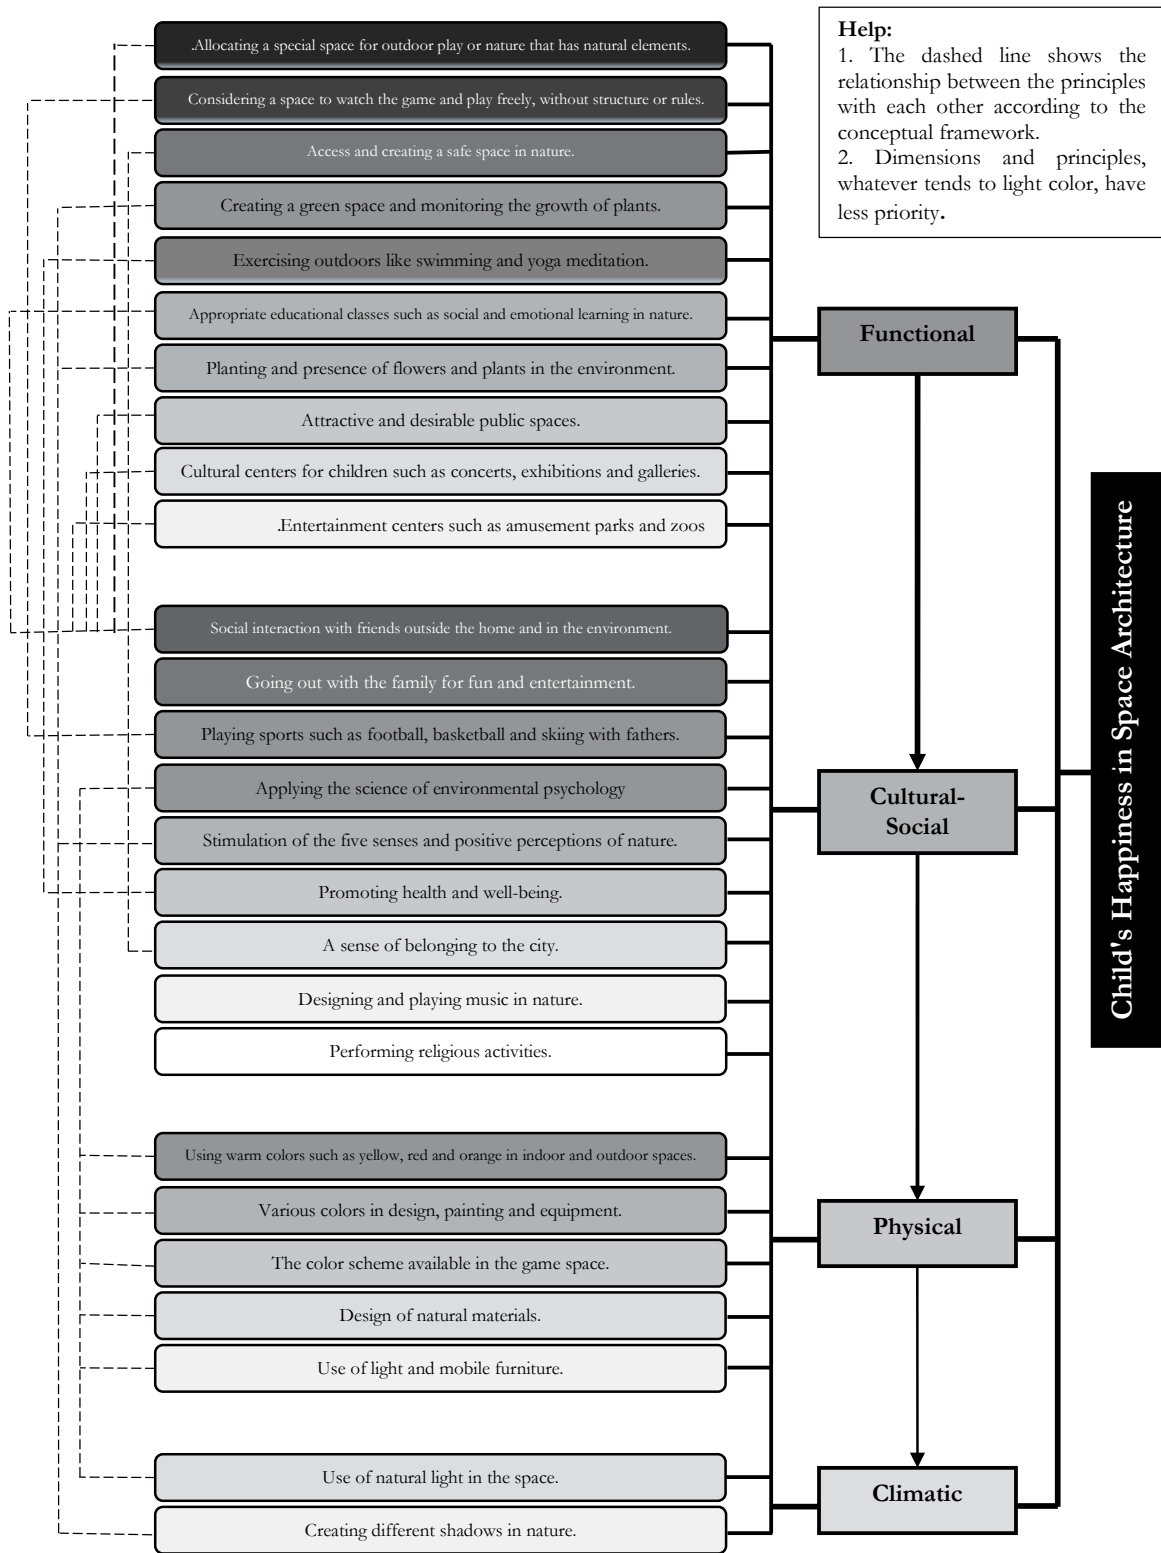 .Allocating a special space for outdoor play or nature that has natural elements.
Considering a space to watch the game and play freely, without structure or rules.
Access and creating a safe space in nature.
Creating a green space and monitoring the growth of plants.
Exercising outdoors like swimming and yoga meditation.
Appropriate educational classes such as social and emotional learning in nature.
Planting and presence of flowers and plants in the environment.
Attractive and desirable public spaces.
Cultural centers for children such as concerts, exhibitions and galleries.
.Entertainment centers such as amusement parks and zoos
Social interaction with friends outside the home and in the environment.
Going out with the family for fun and entertainment.
Playing sports such as football, basketball and skiing with fathers.
Applying the science of environmental psychology
Stimulation of the five senses and positive perceptions of nature.
Promoting health and well-being.
A sense of belonging to the city.
Designing and playing music in nature.
Performing religious activities.
Using warm colors such as yellow, red and orange in indoor and outdoor spaces.
Various colors in design, painting and equipment.
The color scheme available in the game space.
Design of natural materials.
Use of light and mobile furniture.
Use of natural light in the space.
Creating different shadows in nature.
Help:
1. The dashed line shows the
relationship between the principles
with each other according to the
conceptual framework.
2. Dimensions and principles,
whatever tends to light color, have
less priority.
Functional
Cultural-
Social
Physical
Climatic
Child's Happiness in Space Architecture